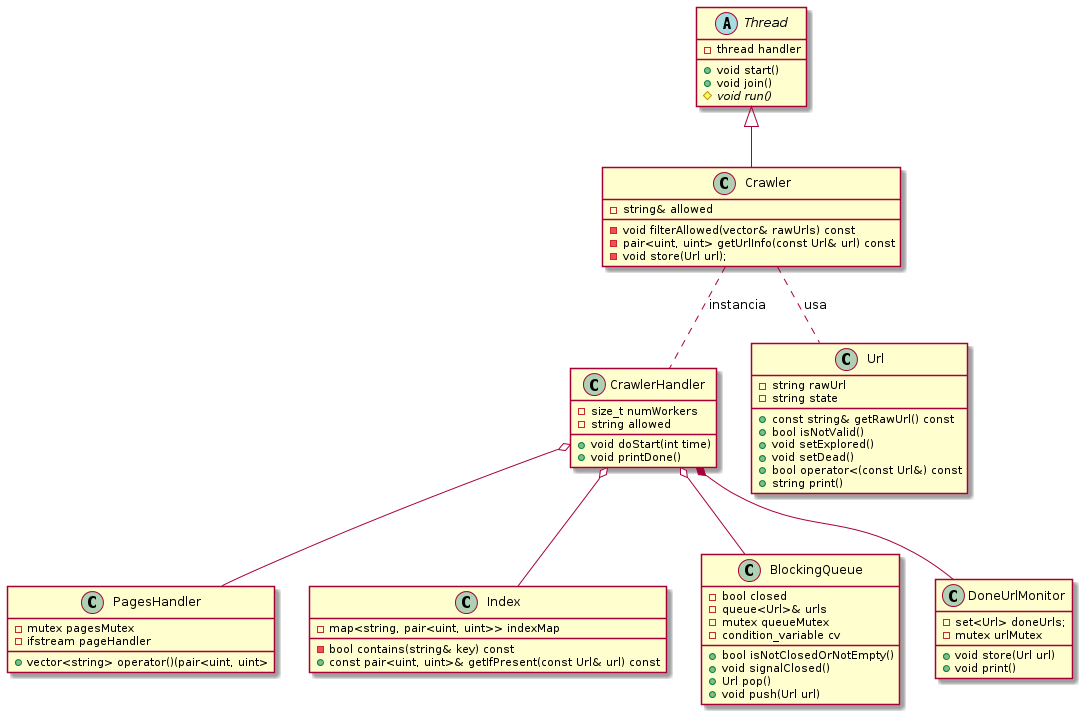 A Thread
thread handler
void start()
void join()
void run()
C Crawler
string& allowed
void filterAllowed(vector& rawUrls) const
pair<uint, uint> getUrlInfo(const Url& url) const
void store(Url url);
instancia
usa
C CrawlerHandler
size_t numWorkers
string allowed
void doStart(int time)
void printDone()
C Url
string rawUrl
string state
const string& getRawUrl() const
bool isNotValid()
void setExplored()
void setDead()
bool operator<(const Url&) const
string print()
C PagesHandler
mutex pagesMutex
ifstream pageHandler
vector<string> operator()(pair<uint, uint>
C Index
map<string, pair<uint, uint>> indexMap
bool contains(string& key) const
const pair<uint, uint>& getIfPresent(const Url& url) const
C BlockingQueue
bool closed
queue<Url>& urls
mutex queueMutex
condition_variable cv
bool isNotClosedOrNotEmpty()
void signalClosed()
Url pop()
void push(Url url)
C DoneUrlMonitor
set<Url> doneUrls;
mutex urlMutex
void store(Url url)
void print()